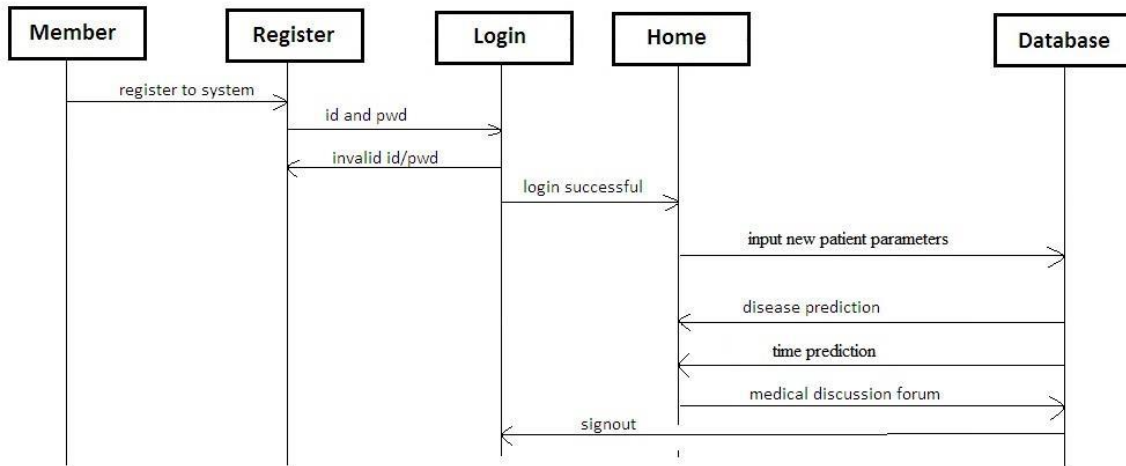 Member
Register
Login
Home
Database
register to system
id and pwd
invalid id/pwd
login successful
input new patient parameters
disease prediction
time prediction
medical discussion forum
signout